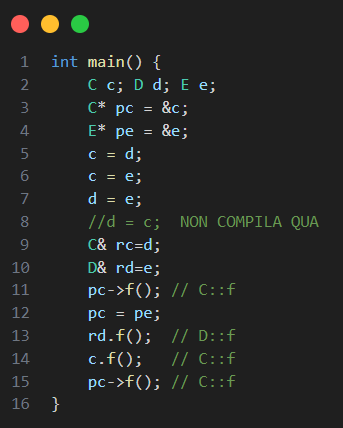 1 int main() {
2 C c; D d; E e;
3 C* pc = &c;
4 E* pe = &e;
5 c = d;
6 c = e;
7 d = e;
8 //d = c;  NON COMPILA QUA
9 C& rc=d;
10 D& rd=e;
11 pc->f(); // C::f
12 pc = pe;
13 rd.f();  // D::f
14 c.f();   // C::f
15 pc->f(); // C::f
16 }